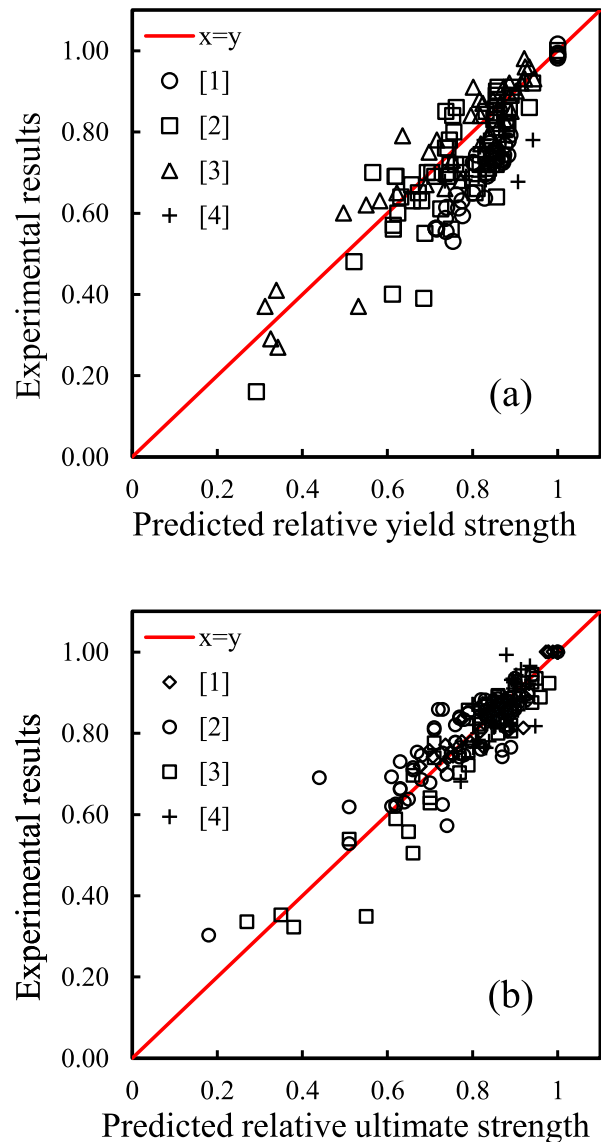 1.00
0.80
0.60
0.40
0.20
0.00
Experimental results
x=y
[1]
[2]
[3]
[4]
(a)
0 0.2 0.4 0.6 0.8 1
Predicted relative yield strength
1.00
0.80
0.60
0.40
0.20
0.00
Experimental results
x=y
[1]
[2]
[3]
[4]
(b)
0 0.2 0.4 0.6 0.8 1
Predicted relative ultimate strength